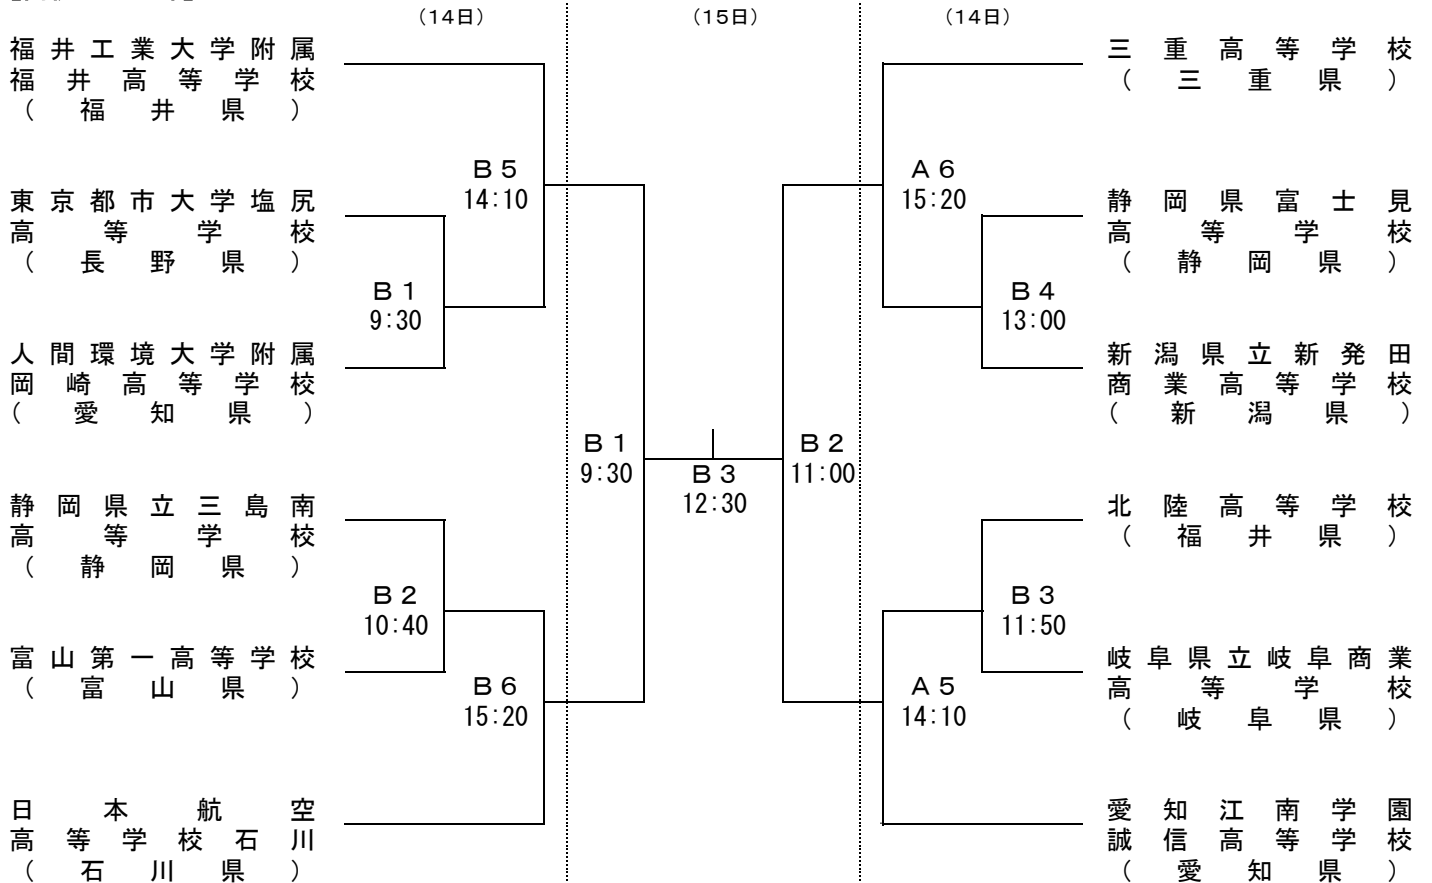 （14日）
（15日）
（14日）
福井工業大学附属
福井高等学校
（福井県）
B5
14:10
東京都市大学塩尻
高等学校
（長野県）
B1
9:30
人間環境大学附属
岡崎高等学校
（愛知県）
静岡県立三島南
高等学校
（静岡県）
B2
10:40
富山第一高等学校
（富山県）
B6
15:20
日本航空
高等学校石川
（石川県）
B1
9:30
B3
12:30
B2
11:00
三重高等学校
（三重県）
A6
15:20
静岡県富士見
高等学校
（静岡県）
B4
13:00
新潟県立新発田
商業高等学校
（新潟県）
北陸高等学校
（福井県）
B3
11:50
岐阜県立岐阜商業
高等学校
（岐阜県）
A5
14:10
愛知江南学園
誠信高等学校
（愛知県）